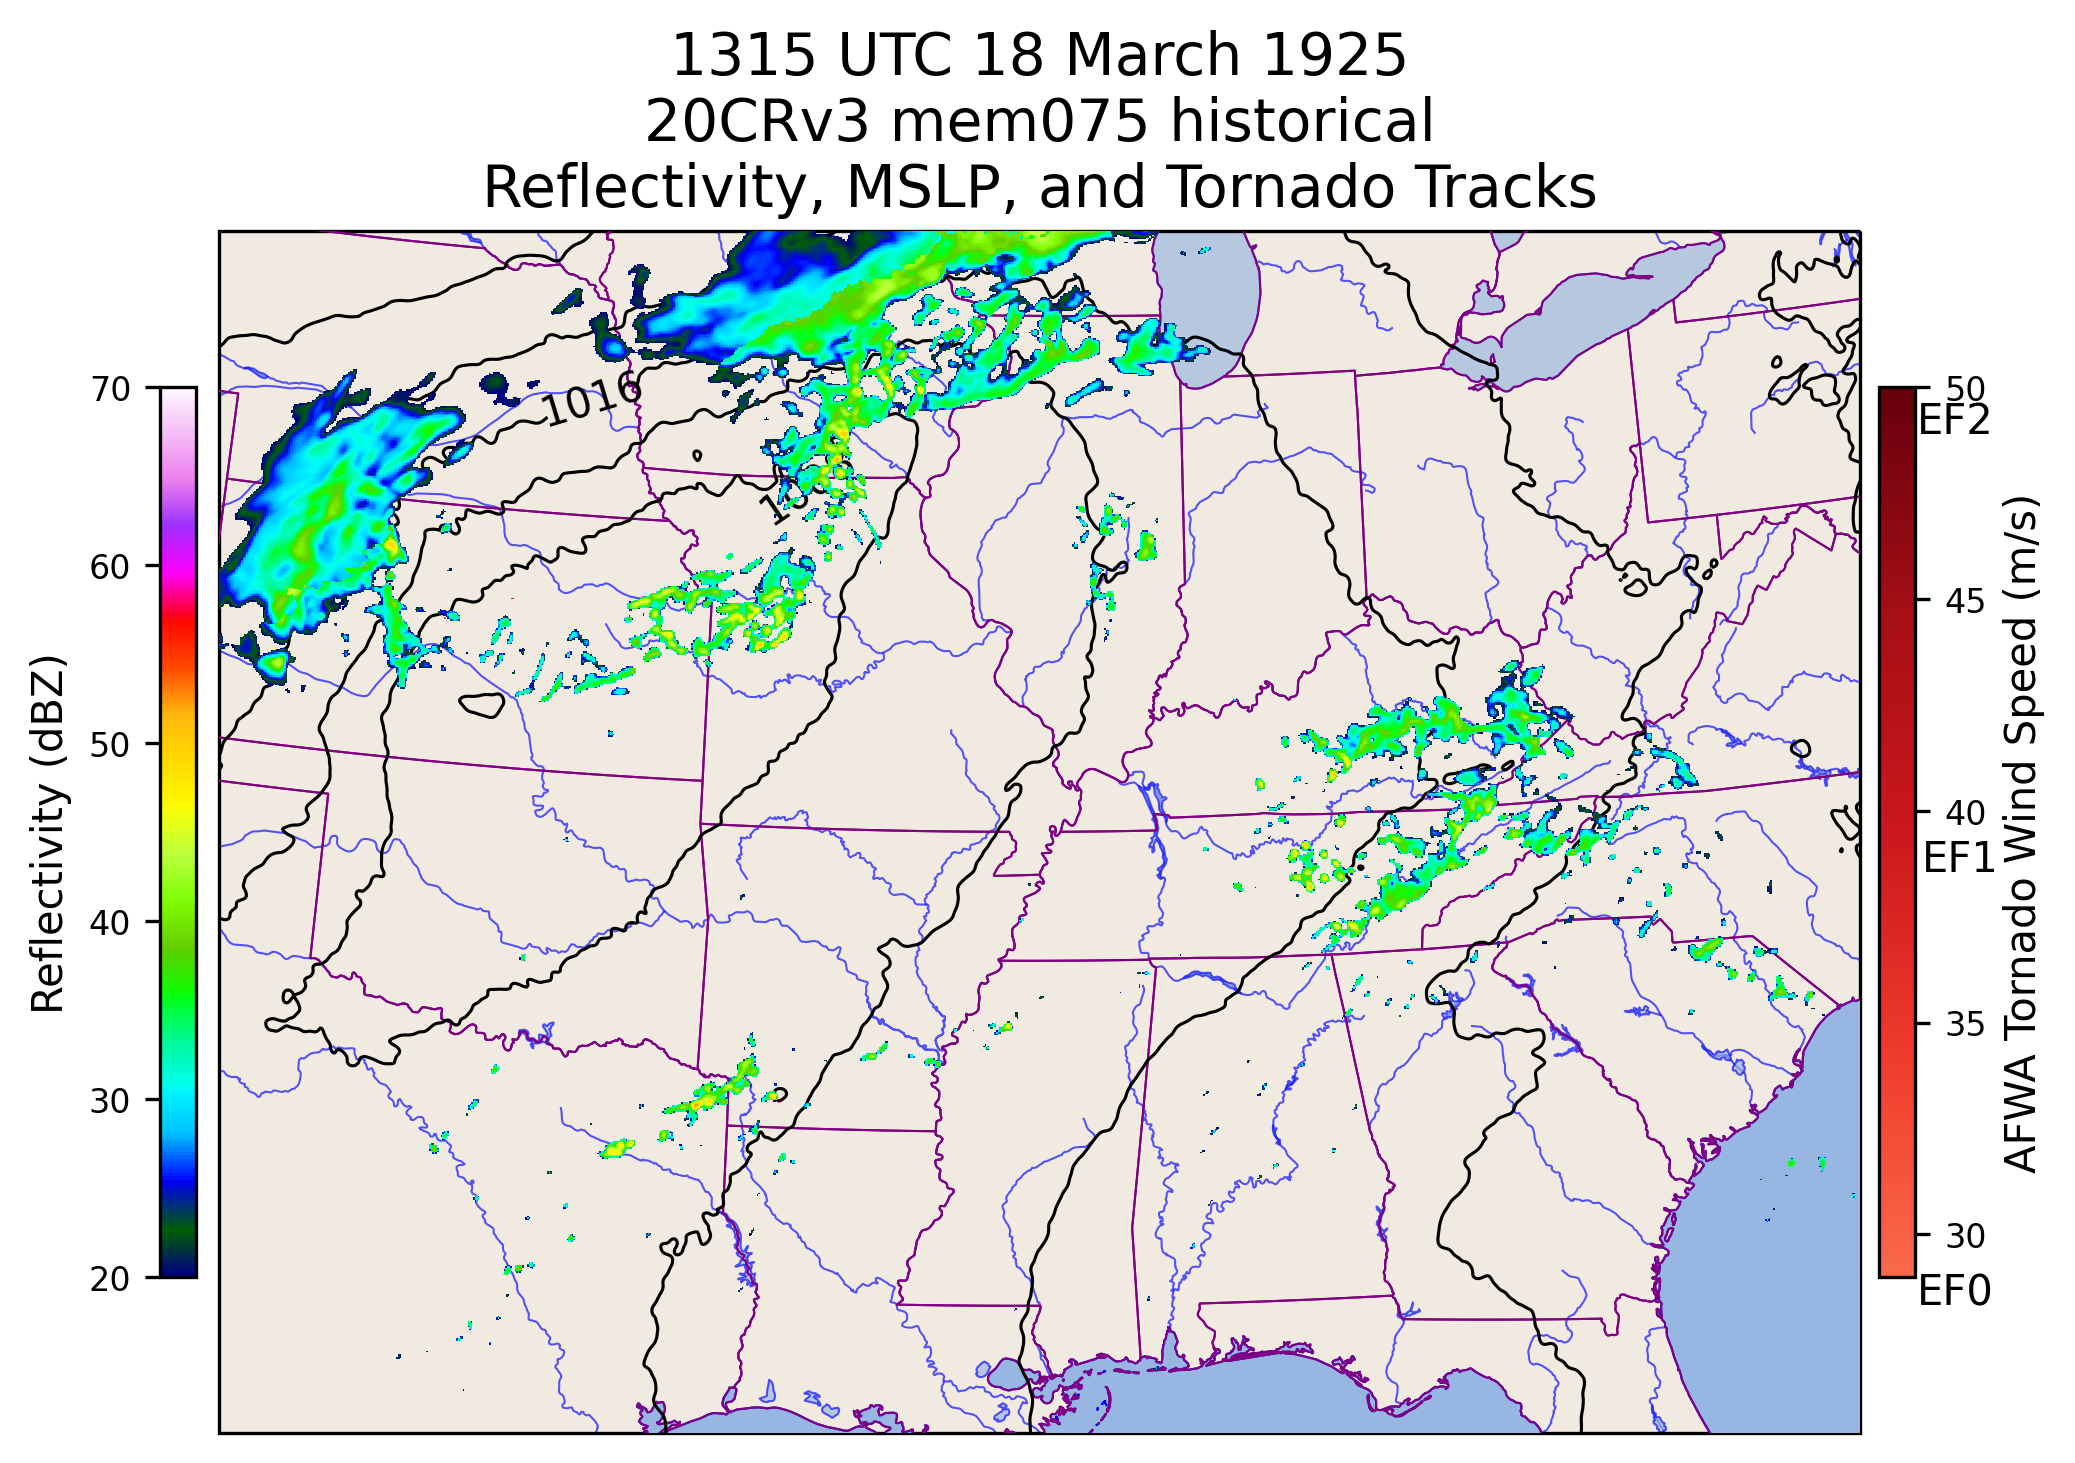 1315 UTC 18 March 1925
20CRv3 mem075 historical
Reflectivity, MSLP, and Tornado Tracks
70
60
50
40
30
20
Reflectivity (dBZ)
1016
50
EF2
45
40
EF1
35
30
EF0
AFWA Tornado Wind Speed (m/s)